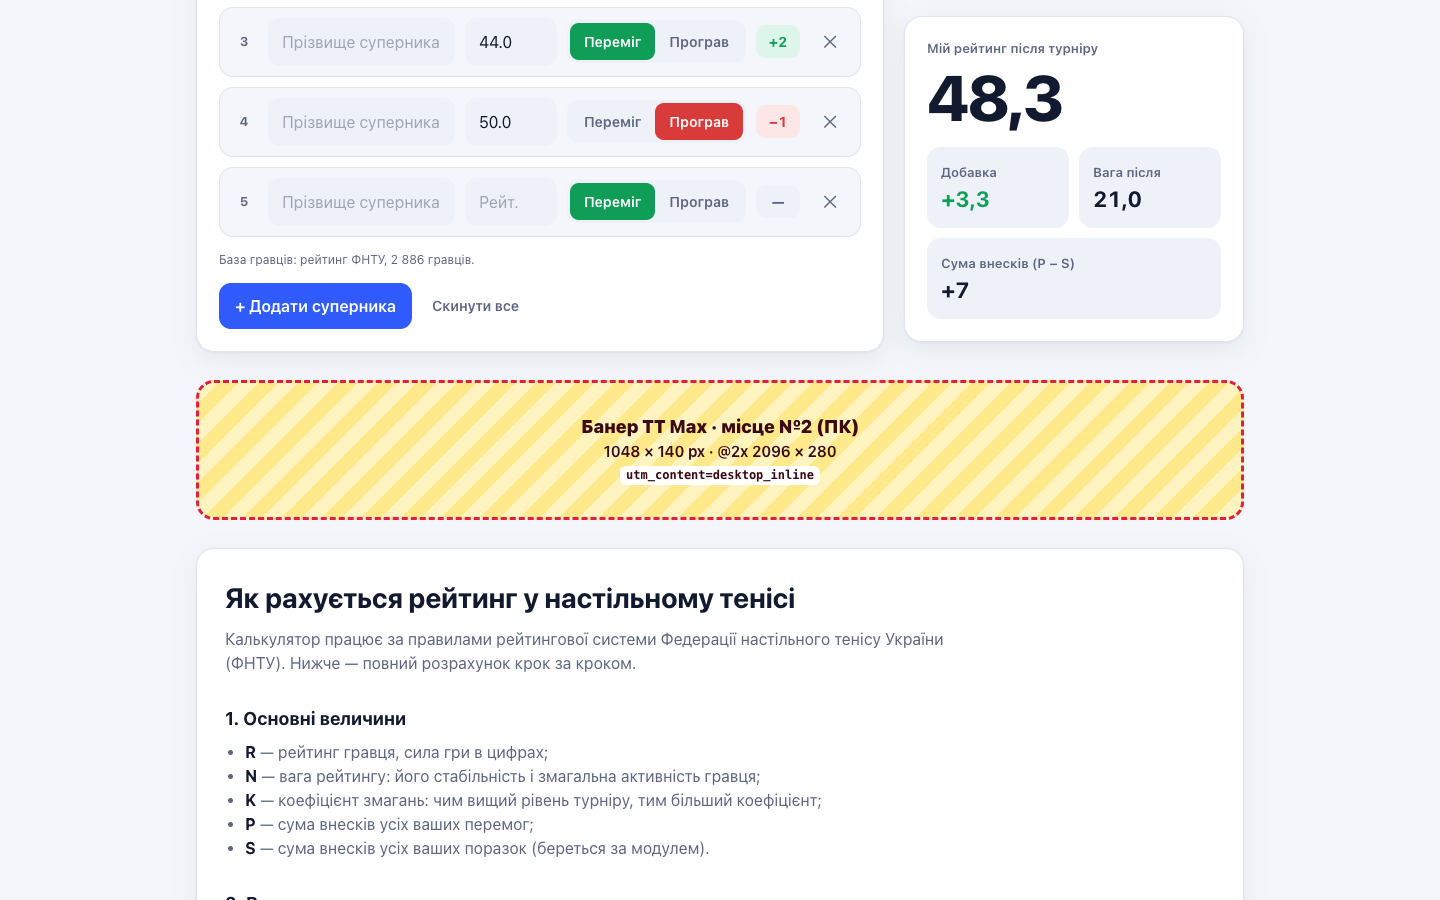 3 Прізвище суперника 44.0 Переміг Програв +2 ×
4 Прізвище суперника 50.0 Переміг Програв −1 ×
5 Прізвище суперника Рейт. Переміг Програв — ×
База гравців: рейтинг ФНТУ, 2 886 гравців.
+ Додати суперника Скинути все
Мій рейтинг після турніру
48,3
Добавка Вага після
+3,3 21,0
Сума внесків (P − S)
+7
Банер TT Max · місце №2 (ПК)
1048 × 140 px · @2x 2096 × 280
utm_content=desktop_inline
Як рахується рейтинг у настільному тенісі
Калькулятор працює за правилами рейтингової системи Федерації настільного тенісу України
(ФНТУ). Нижче — повний розрахунок крок за кроком.
1. Основні величини
• R — рейтинг гравця, сила гри в цифрах;
• N — вага рейтингу: його стабільність і змагальна активність гравця;
• K — коефіцієнт змагань: чим вищий рівень турніру, тим більший коефіцієнт;
• P — сума внесків усіх ваших перемог;
• S — сума внесків усіх ваших поразок (береться за модулем).